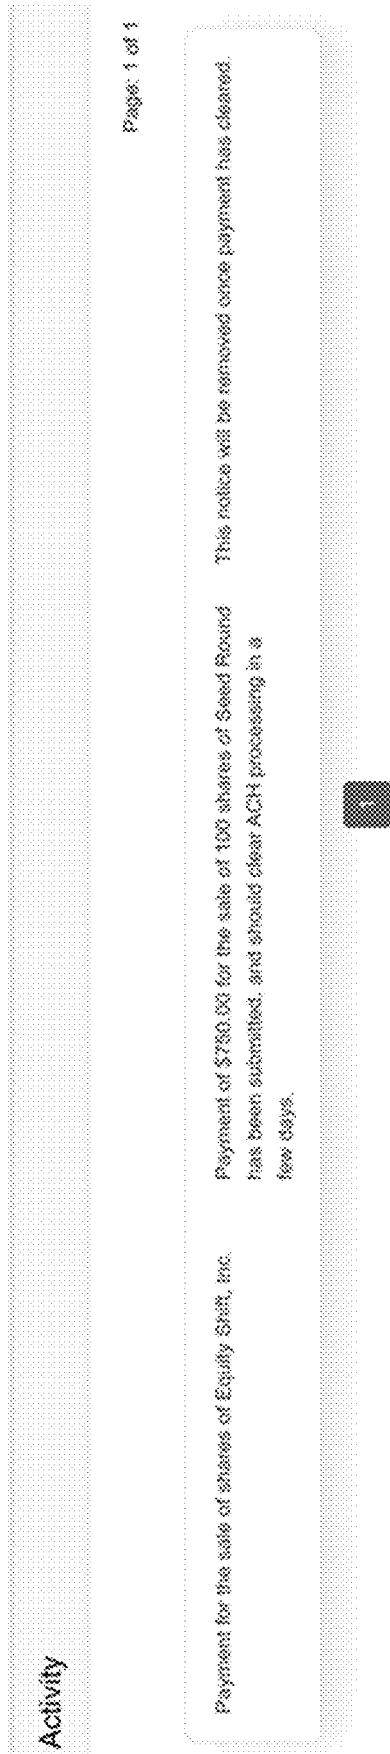 Activity
Page: 1 of 1
Payment for the sale of shares of Equity Shift, Inc.
Payment of $750.00 for the sale of 100 shares of Seed Round
has been submitted, and should clear ACH processing in a
few days.
This notice will be removed once payment has cleared.
1